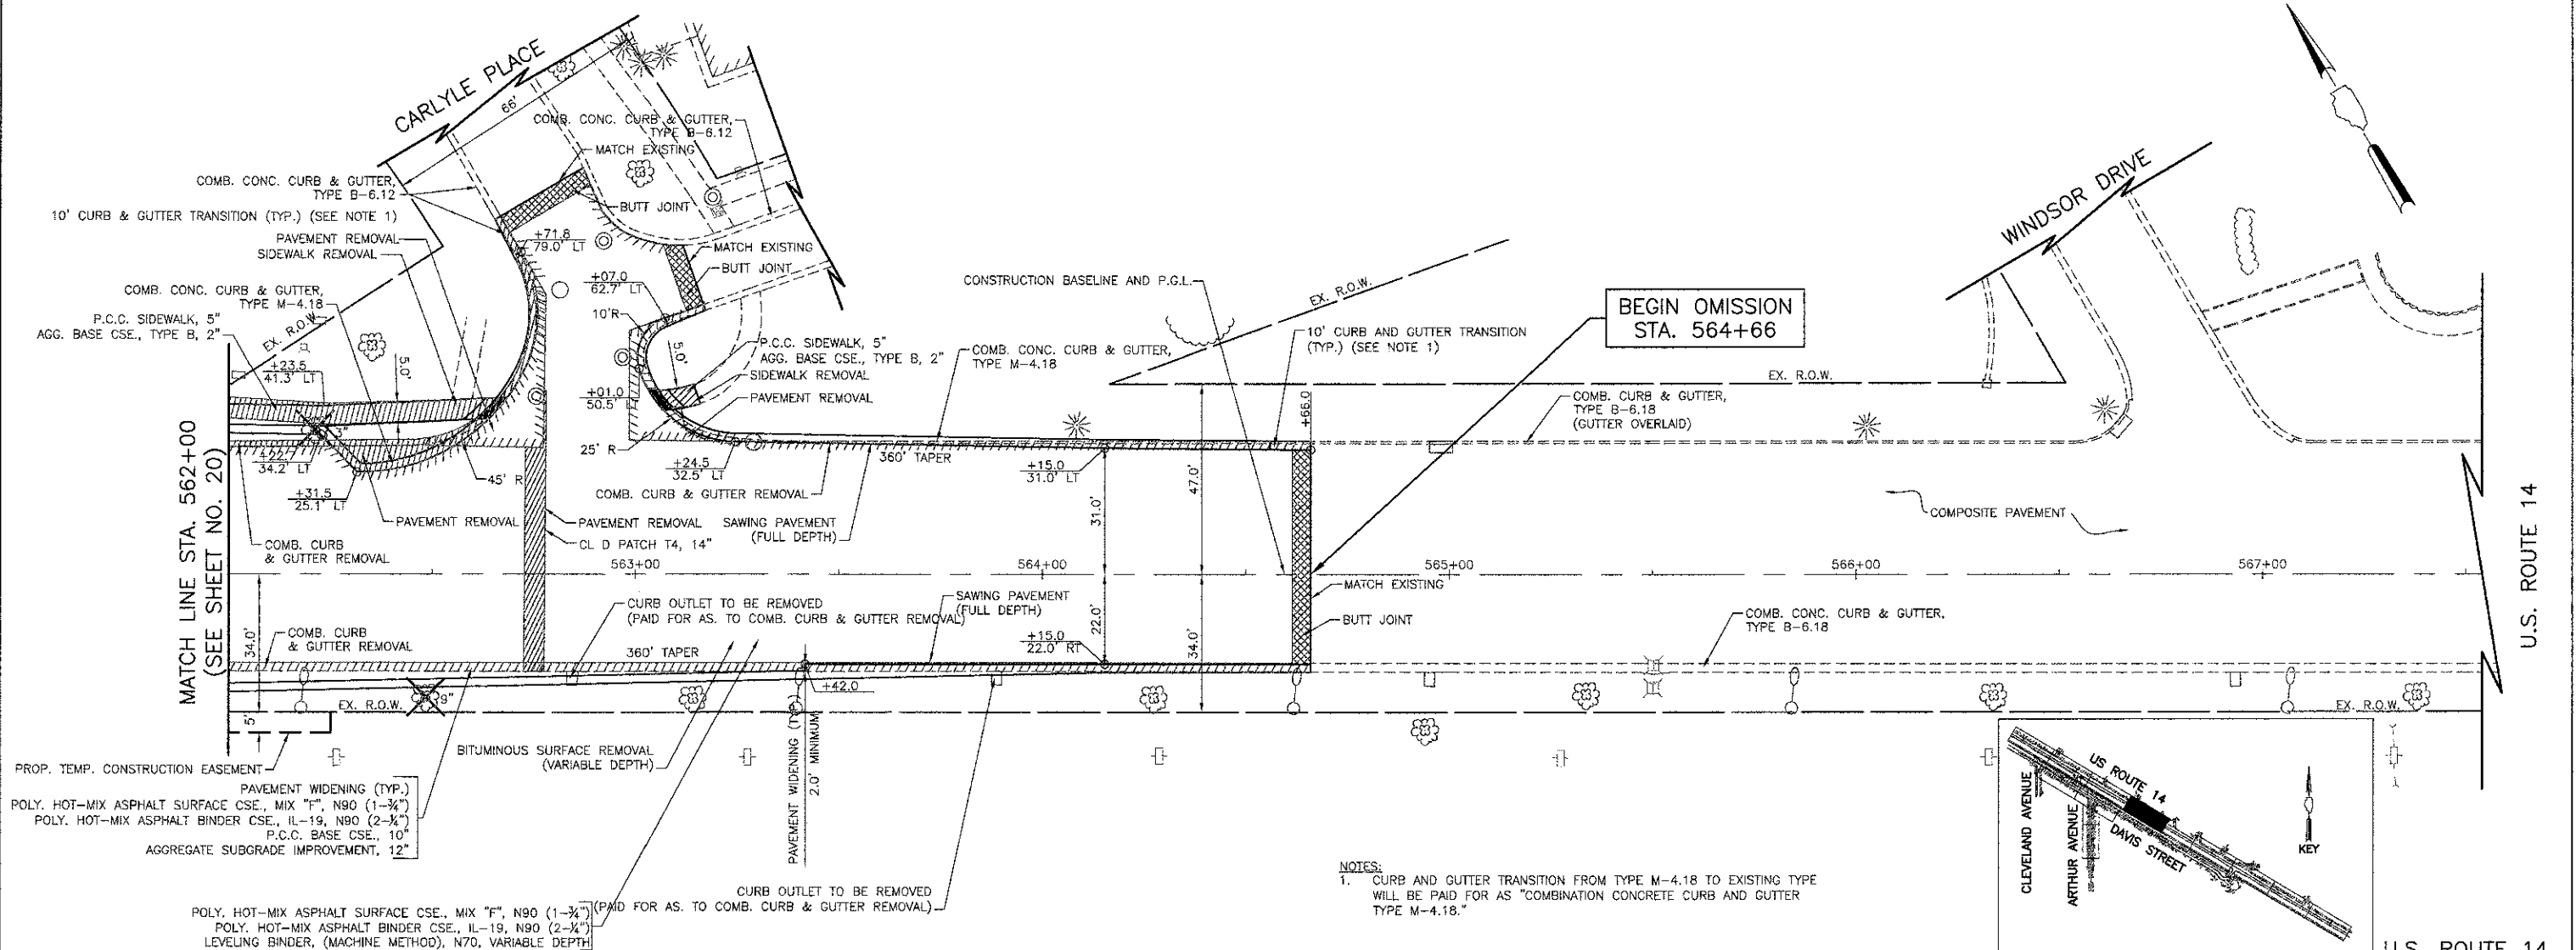 CARLYLE PLACE
66'
COMB. CONC. CURB & GUTTER,
TYPE B-6.12
MATCH EXISTING
COMB. CONC. CURB & GUTTER,
TYPE B-6.12
10' CURB & GUTTER TRANSITION (TYP.) (SEE NOTE 1)
BUTT JOINT
PAVEMENT REMOVAL
SIDEWALK REMOVAL
+71.8
79.0' LT
MATCH EXISTING
BUTT JOINT
+07.0
62.7' LT
COMB. CONC. CURB & GUTTER,
TYPE M-4.18
P.C.C. SIDEWALK, 5"
AGG. BASE CSE., TYPE B, 2"
EX. R.O.W.
10'R
5.0'
+23.5
41.3' LT
5.0'
P.C.C. SIDEWALK, 5"
AGG. BASE CSE., TYPE B, 2"
SIDEWALK REMOVAL
PAVEMENT REMOVAL
+01.0
50.5' LT
COMB. CONC. CURB & GUTTER,
TYPE M-4.18
CONSTRUCTION BASELINE AND P.G.L.
EX. R.O.W.
10' CURB AND GUTTER TRANSITION
(TYP.) (SEE NOTE 1)
BEGIN OMISSION
STA. 564+66
WINDSOR DRIVE
EX. R.O.W.
COMB. CURB & GUTTER,
TYPE B-6.18
(GUTTER OVERLAID)
+66.0
MATCH LINE STA. 562+00
(SEE SHEET NO. 20)
3"
+22.7
34.2' LT
+31.5
25.1' LT
45' R
25' R
+24.5
32.5' LT
360' TAPER
+15.0
31.0' LT
COMB. CURB & GUTTER REMOVAL
47.0'
31.0'
PAVEMENT REMOVAL
PAVEMENT REMOVAL
CL D PATCH T4, 14"
SAWING PAVEMENT
(FULL DEPTH)
COMB. CURB
& GUTTER REMOVAL
COMPOSITE PAVEMENT
U.S. ROUTE 14
563+00
564+00
565+00
566+00
567+00
MATCH EXISTING
BUTT JOINT
CURB OUTLET TO BE REMOVED
(PAID FOR AS. TO COMB. CURB & GUTTER REMOVAL)
SAWING PAVEMENT
(FULL DEPTH)
COMB. CONC. CURB & GUTTER,
TYPE B-6.18
34.0'
COMB. CURB
& GUTTER REMOVAL
360' TAPER
+15.0
22.0' RT
22.0'
34.0'
+42.0
9"
EX. R.O.W.
EX. R.O.W.
5'
PROP. TEMP. CONSTRUCTION EASEMENT
BITUMINOUS SURFACE REMOVAL
(VARIABLE DEPTH)
PAVEMENT WIDENING (TYP.)
2.0' MINIMUM
PAVEMENT WIDENING (TYP.)
POLY. HOT-MIX ASPHALT SURFACE CSE., MIX "F", N90 (1-¾")
POLY. HOT-MIX ASPHALT BINDER CSE., IL-19, N90 (2-¼")
P.C.C. BASE CSE., 10"
AGGREGATE SUBGRADE IMPROVEMENT, 12"
CURB OUTLET TO BE REMOVED
(PAID FOR AS. TO COMB. CURB & GUTTER REMOVAL)
POLY. HOT-MIX ASPHALT SURFACE CSE., MIX "F", N90 (1-¾")
POLY. HOT-MIX ASPHALT BINDER CSE., IL-19, N90 (2-¼")
LEVELING BINDER, (MACHINE METHOD), N70, VARIABLE DEPTH
NOTES:
1. CURB AND GUTTER TRANSITION FROM TYPE M-4.18 TO EXISTING TYPE
WILL BE PAID FOR AS "COMBINATION CONCRETE CURB AND GUTTER
TYPE M-4.18."
US ROUTE 14
CLEVELAND AVENUE
ARTHUR AVENUE
DAVIS STREET
KEY
U.S. ROUTE 14